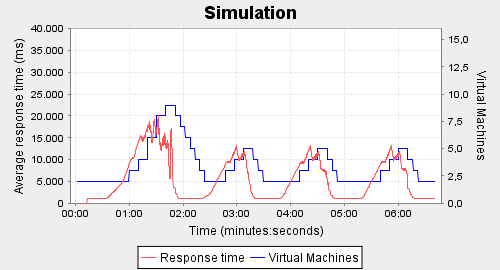 Simulation
Average response time (ms)
40.000
35.000
30.000
25.000
20.000
15.000
10.000
5.000
0
15,0
12,5
10,0
7,5
5,0
2,5
0,0
Virtual Machines
00:00 01:00 02:00 03:00 04:00 05:00 06:00
Time (minutes:seconds)
Response time Virtual Machines